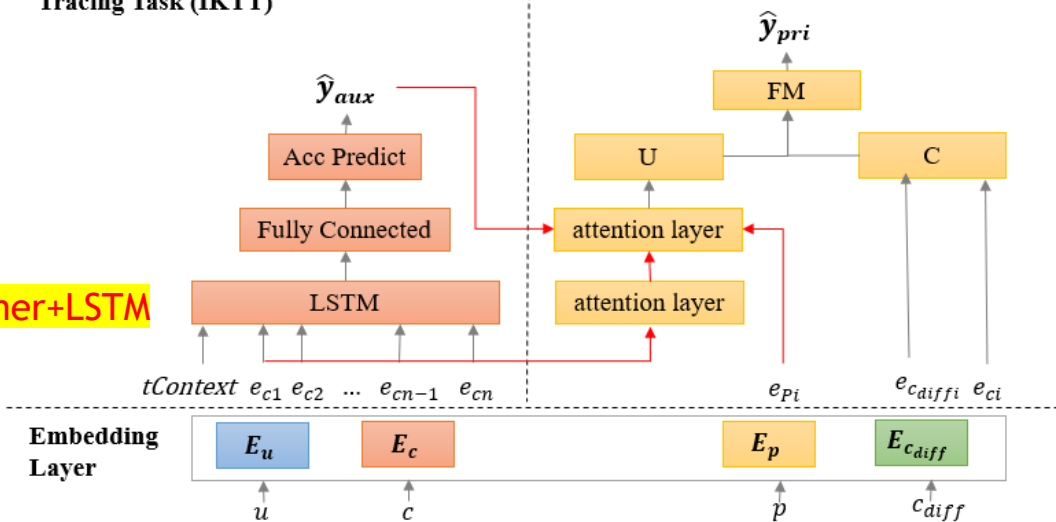 Tracing Task (IKTT)
ŷ_pri
FM
ŷ_aux
Acc Predict
U
C
Fully Connected
attention layer
ner+LSTM
LSTM
attention layer
tContext e_c1 e_c2 ... e_cn-1 e_cn
e_Pi
e_c_diffi e_ci
Embedding
Layer
E_u
E_c
E_p
E_c_diff
u
c
p
c_diff